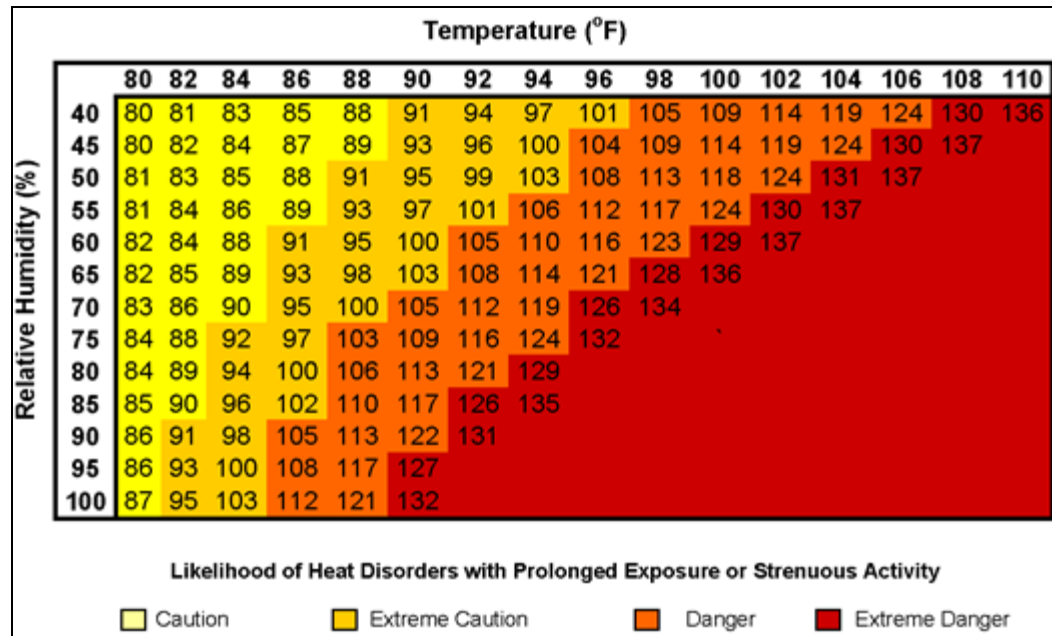 Temperature (°F)
80 82 84 86 88 90 92 94 96 98 100 102 104 106 108 110
Relative Humidity (%)
40 80 81 83 85 88 91 94 97 101 105 109 114 119 124 130 136
45 80 82 84 87 89 93 96 100 104 109 114 119 124 130 137
50 81 83 85 88 91 95 99 103 108 113 118 124 131 137
55 81 84 86 89 93 97 101 106 112 117 124 130 137
60 82 84 88 91 95 100 105 110 116 123 129 137
65 82 85 89 93 98 103 108 114 121 128 136
70 83 86 90 95 100 105 112 119 126 134
75 84 88 92 97 103 109 116 124 132
80 84 89 94 100 106 113 121 129
85 85 90 96 102 110 117 126 135
90 86 91 98 105 113 122 131
95 86 93 100 108 117 127
100 87 95 103 112 121 132
Likelihood of Heat Disorders with Prolonged Exposure or Strenuous Activity
Caution Extreme Caution Danger Extreme Danger